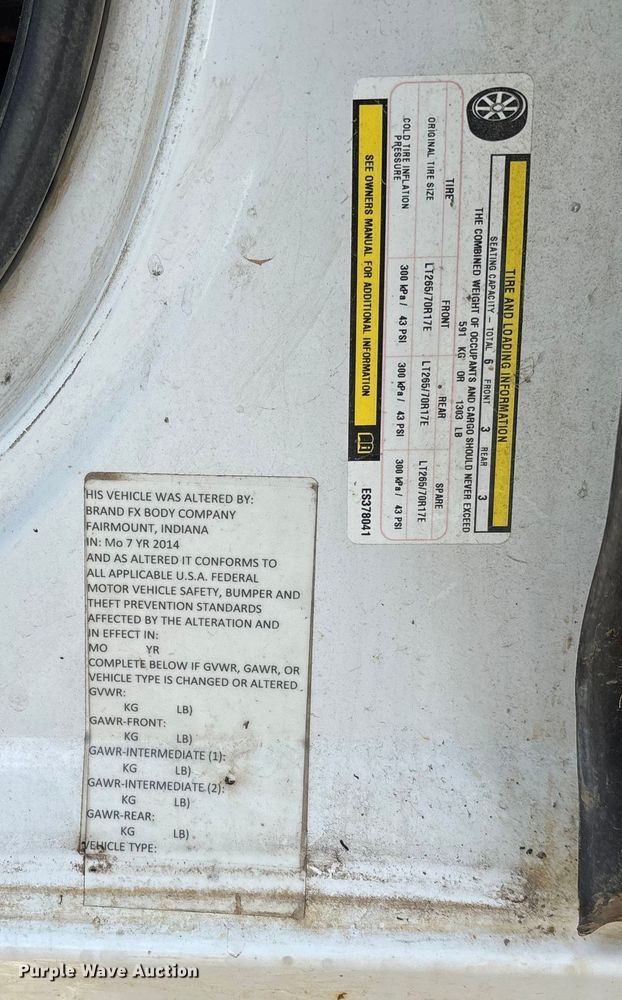 TIRE AND LOADING INFORMATION
SEATING CAPACITY - TOTAL 6 FRONT 3 REAR 3
THE COMBINED WEIGHT OF OCCUPANTS AND CARGO SHOULD NEVER EXCEED
591 KG OR 1303 LB
TIRE FRONT REAR SPARE
ORIGINAL TIRE SIZE LT265/70R17E LT265/70R17E LT265/70R17E
COLD TIRE INFLATION
PRESSURE 300 kPa / 43 PSI 300 kPa / 43 PSI 300 kPa / 43 PSI
SEE OWNERS MANUAL FOR ADDITIONAL INFORMATION
ES378041
HIS VEHICLE WAS ALTERED BY:
BRAND FX BODY COMPANY
FAIRMOUNT, INDIANA
IN: Mo 7 YR 2014
AND AS ALTERED IT CONFORMS TO
ALL APPLICABLE U.S.A. FEDERAL
MOTOR VEHICLE SAFETY, BUMPER AND
THEFT PREVENTION STANDARDS
AFFECTED BY THE ALTERATION AND
IN EFFECT IN:
MO YR
COMPLETE BELOW IF GVWR, GAWR, OR
VEHICLE TYPE IS CHANGED OR ALTERED
GVWR:
KG LB)
GAWR-FRONT:
KG LB)
GAWR-INTERMEDIATE (1):
KG LB)
GAWR-INTERMEDIATE (2):
KG LB)
GAWR-REAR:
KG LB)
VEHICLE TYPE:
Purple Wave Auction